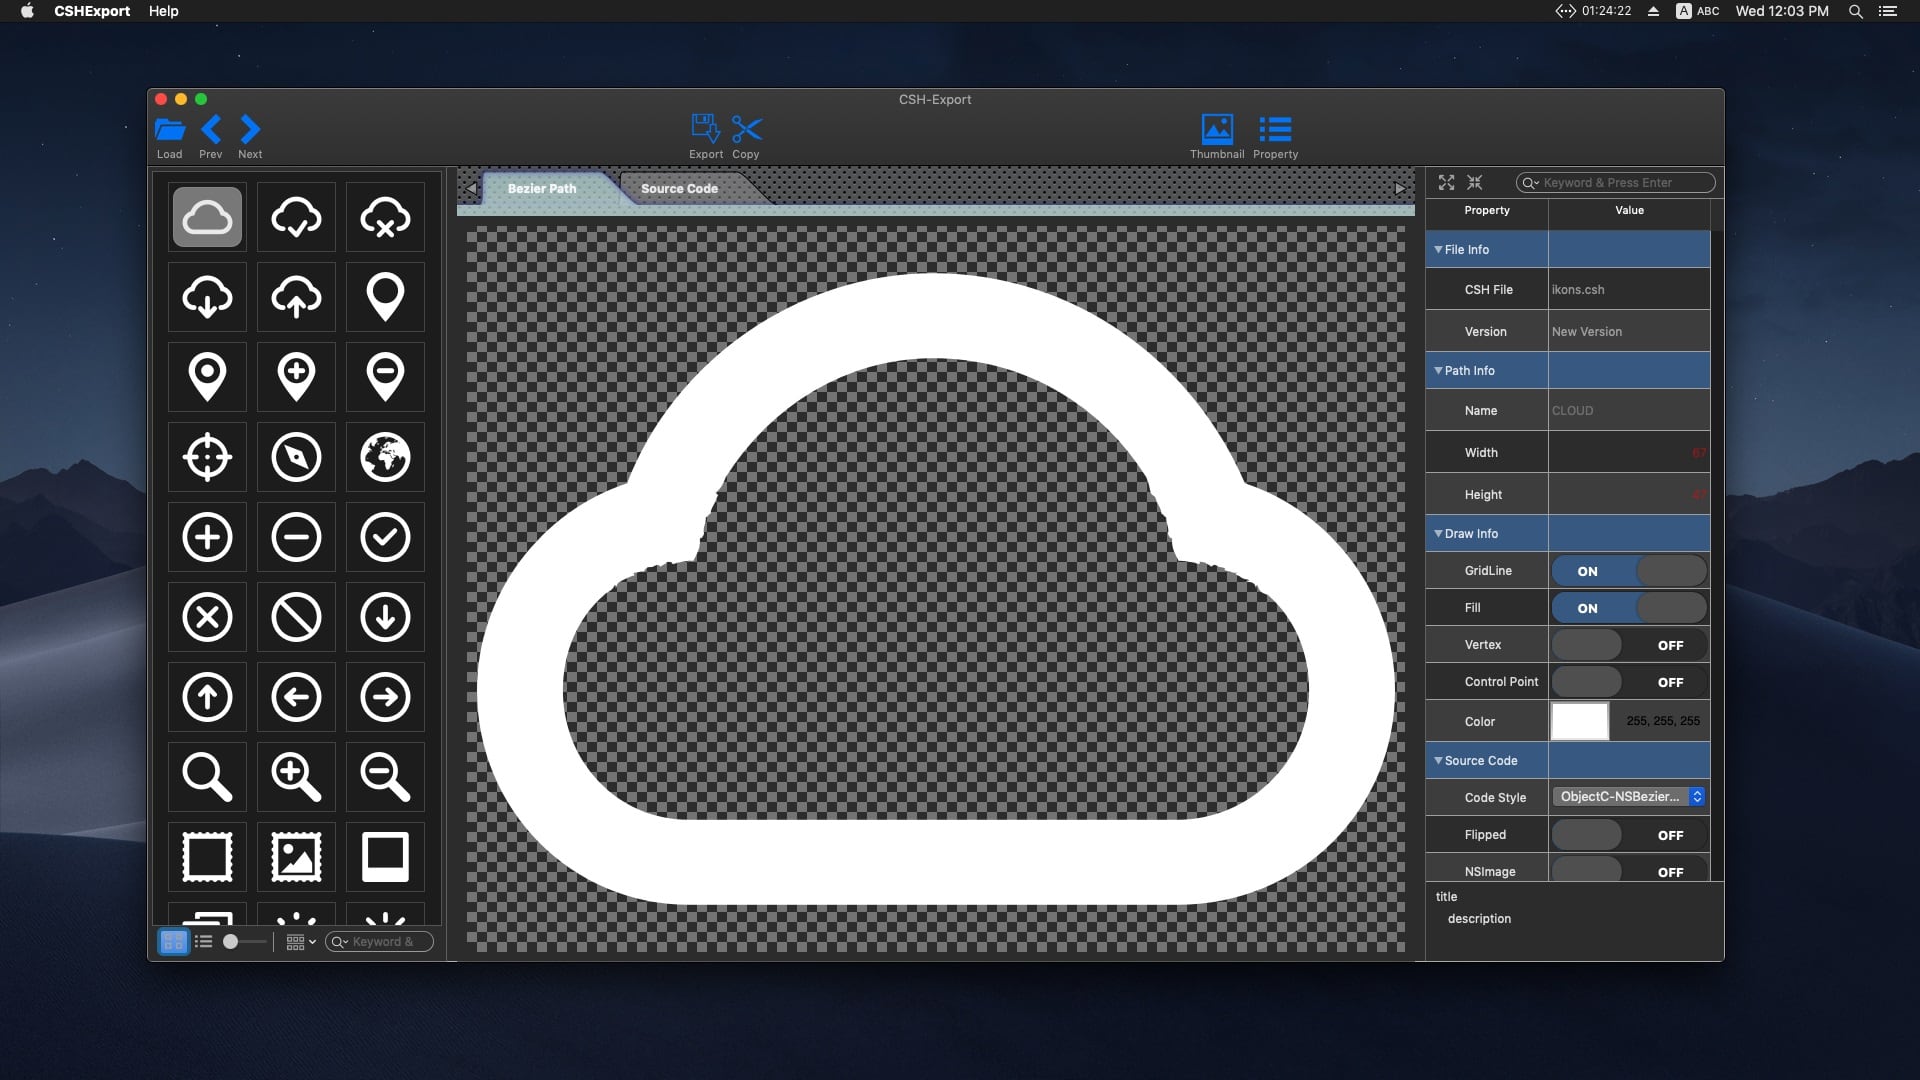 CSHExport Help 01:24:22 A ABC Wed 12:03 PM
CSH-Export
Load Prev Next Export Copy Thumbnail Property
Bezier Path Source Code
Keyword & Press Enter
Property Value
File Info
CSH File ikons.csh
Version New Version
Path Info
Name CLOUD
Width 67
Height 47
Draw Info
GridLine ON
Fill ON
Vertex OFF
Control Point OFF
Color 255, 255, 255
Source Code
Code Style ObjectC-NSBezier...
Flipped OFF
NSImage OFF
title
description
Keyword &